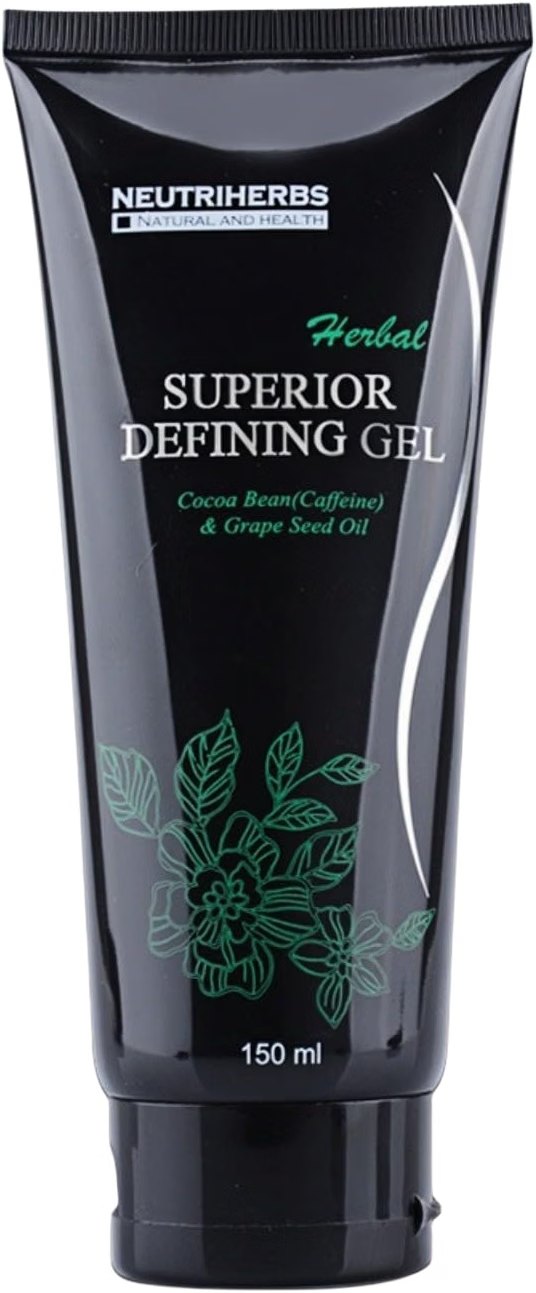 NEUTRIHERBS
NATURAL AND HEALTH
Herbal
SUPERIOR
DEFINING GEL
Cocoa Bean(Caffeine)
& Grape Seed Oil
150 ml